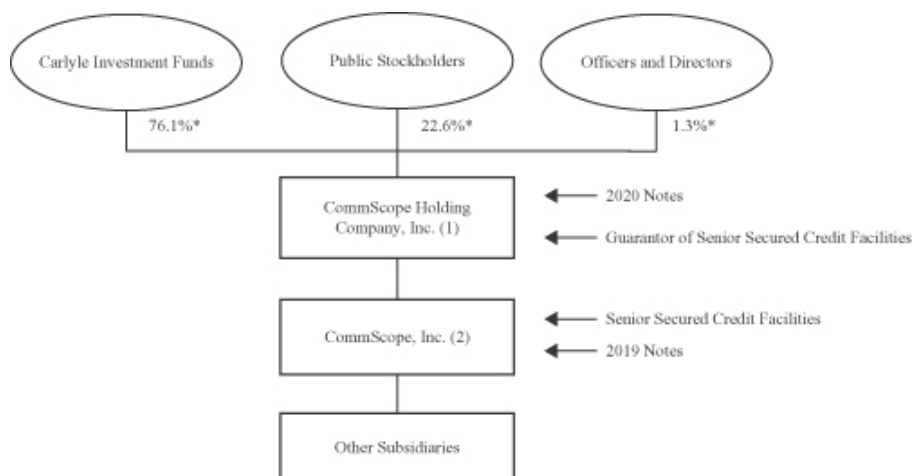 Carlyle Investment Funds
Public Stockholders
Officers and Directors
76.1%*
22.6%*
1.3%*
CommScope Holding
Company, Inc. (1)
2020 Notes
Guarantor of Senior Secured Credit Facilities
CommScope, Inc. (2)
Senior Secured Credit Facilities
2019 Notes
Other Subsidiaries